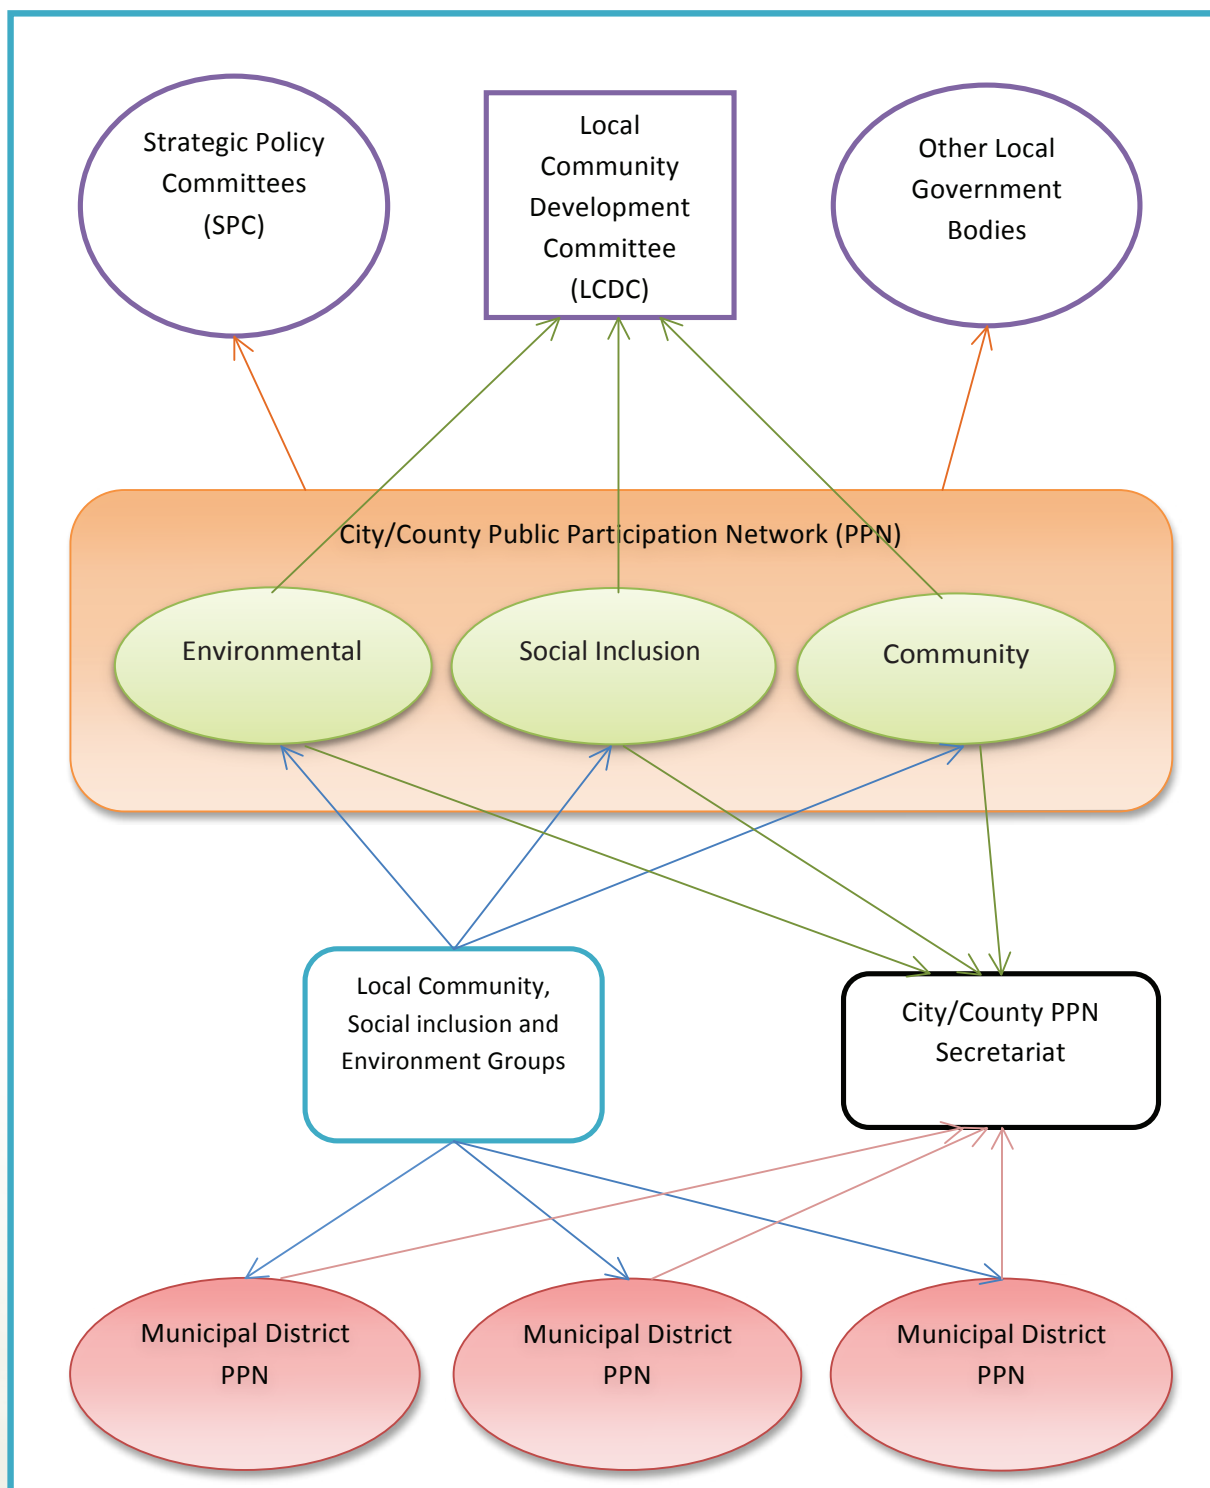 Strategic Policy
Committees
(SPC)
Local
Community
Development
Committee
(LCDC)
Other Local
Government
Bodies
City/County Public Participation Network (PPN)
Environmental
Social Inclusion
Community
Local Community,
Social inclusion and
Environment Groups
City/County PPN
Secretariat
Municipal District
PPN
Municipal District
PPN
Municipal District
PPN